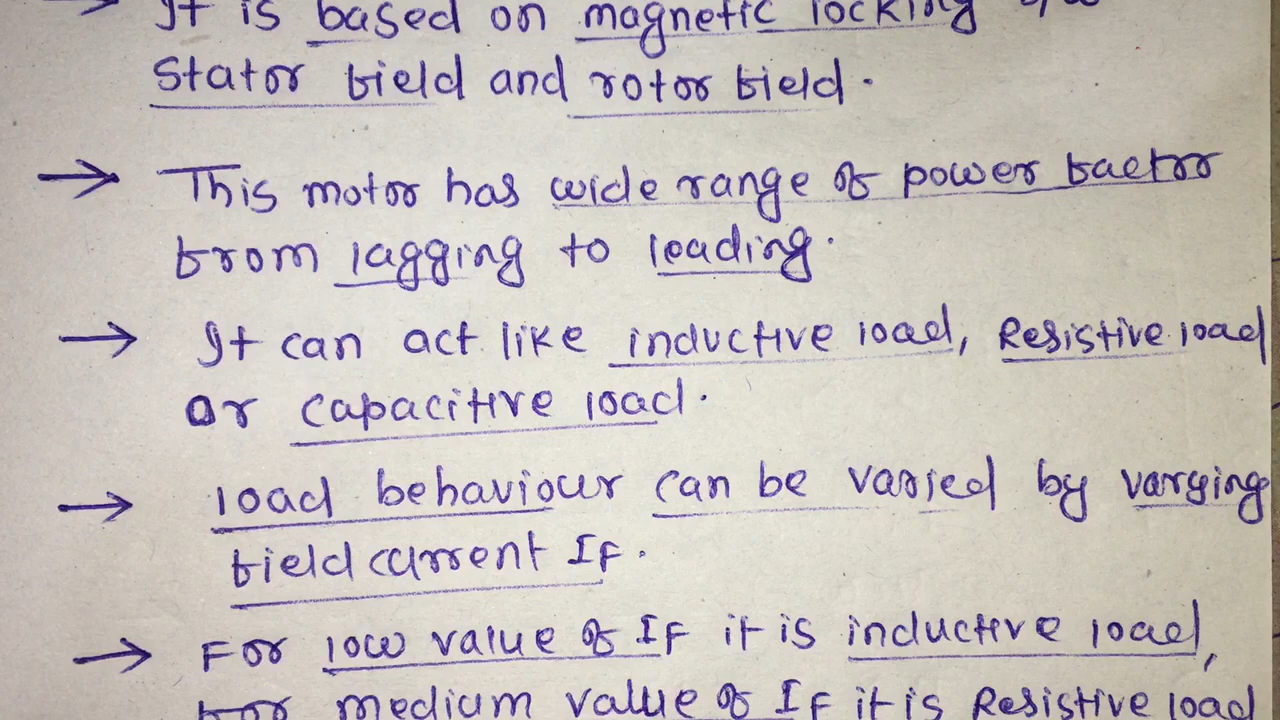 → It is based on magnetic locking b/w
Stator field and rotor field.
→ This motor has wide range of power factor
from lagging to leading.
→ It can act like inductive load, Resistive load
Or capacitive load.
→ load behaviour can be varied by varying
field current IF.
→ For low value of IF it is inductive load,
for medium value of IF it is Resistive load